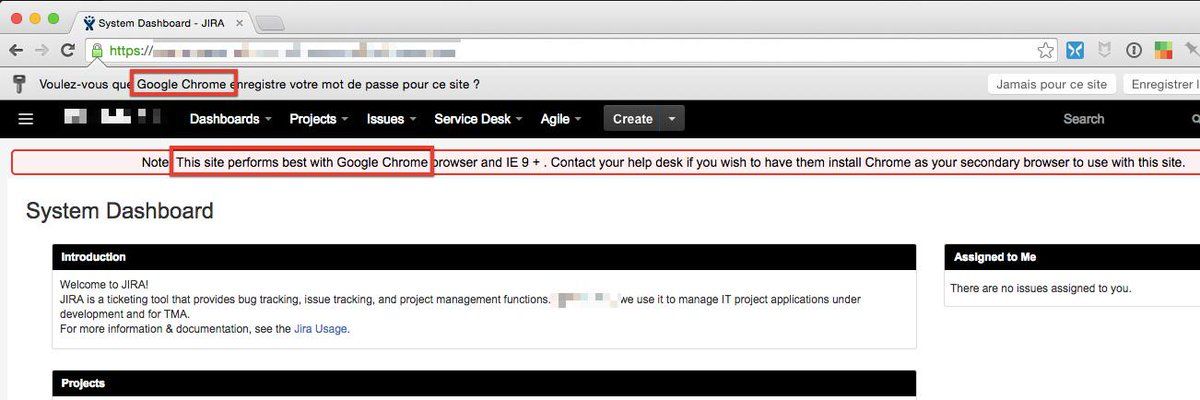 System Dashboard - JIRA
https://
Voulez-vous que Google Chrome enregistre votre mot de passe pour ce site ?
Jamais pour ce site
Enregistrer l
Dashboards Projects Issues Service Desk Agile Create Search
Note This site performs best with Google Chrome browser and IE 9 + . Contact your help desk if you wish to have them install Chrome as your secondary browser to use with this site.
System Dashboard
Introduction
Welcome to JIRA!
JIRA is a ticketing tool that provides bug tracking, issue tracking, and project management functions. we use it to manage IT project applications under
development and for TMA.
For more information & documentation, see the Jira Usage.
Assigned to Me
There are no issues assigned to you.
Projects